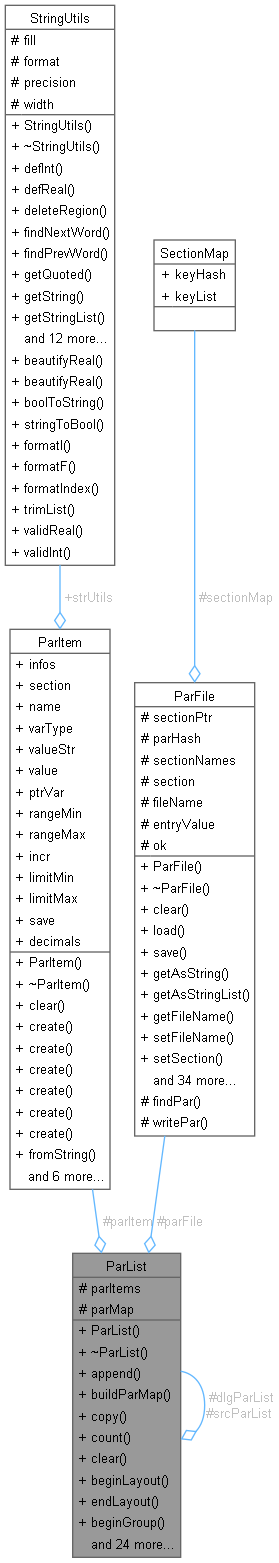 StringUtils
# fill
# format
# precision
# width
+ StringUtils()
+ ~StringUtils()
+ defInt()
+ defReal()
+ deleteRegion()
+ findNextWord()
+ findPrevWord()
+ getQuoted()
+ getString()
+ getStringList()
and 12 more...
+ beautifyReal()
+ beautifyReal()
+ boolToString()
+ stringToBool()
+ formatI()
+ formatF()
+ formatIndex()
+ trimList()
+ validReal()
+ validInt()
SectionMap
+ keyHash
+ keyList
+strUtils
#sectionMap
ParItem
+ infos
+ section
+ name
+ varType
+ valueStr
+ value
+ ptrVar
+ rangeMin
+ rangeMax
+ incr
+ limitMin
+ limitMax
+ save
+ decimals
+ ParItem()
+ ~ParItem()
+ clear()
+ create()
+ create()
+ create()
+ create()
+ create()
+ create()
+ fromString()
and 6 more...
ParFile
# sectionPtr
# parHash
# sectionNames
# section
# fileName
# entryValue
# ok
+ ParFile()
+ ~ParFile()
+ clear()
+ load()
+ save()
+ getAsString()
+ getAsStringList()
+ getFileName()
+ setFileName()
+ setSection()
and 34 more...
# findPar()
# writePar()
#parItem
#parFile
ParList
# parItems
# parMap
+ ParList()
+ ~ParList()
+ append()
+ buildParMap()
+ copy()
+ count()
+ clear()
+ beginLayout()
+ endLayout()
+ beginGroup()
and 24 more...
#dlgParList
#srcParList